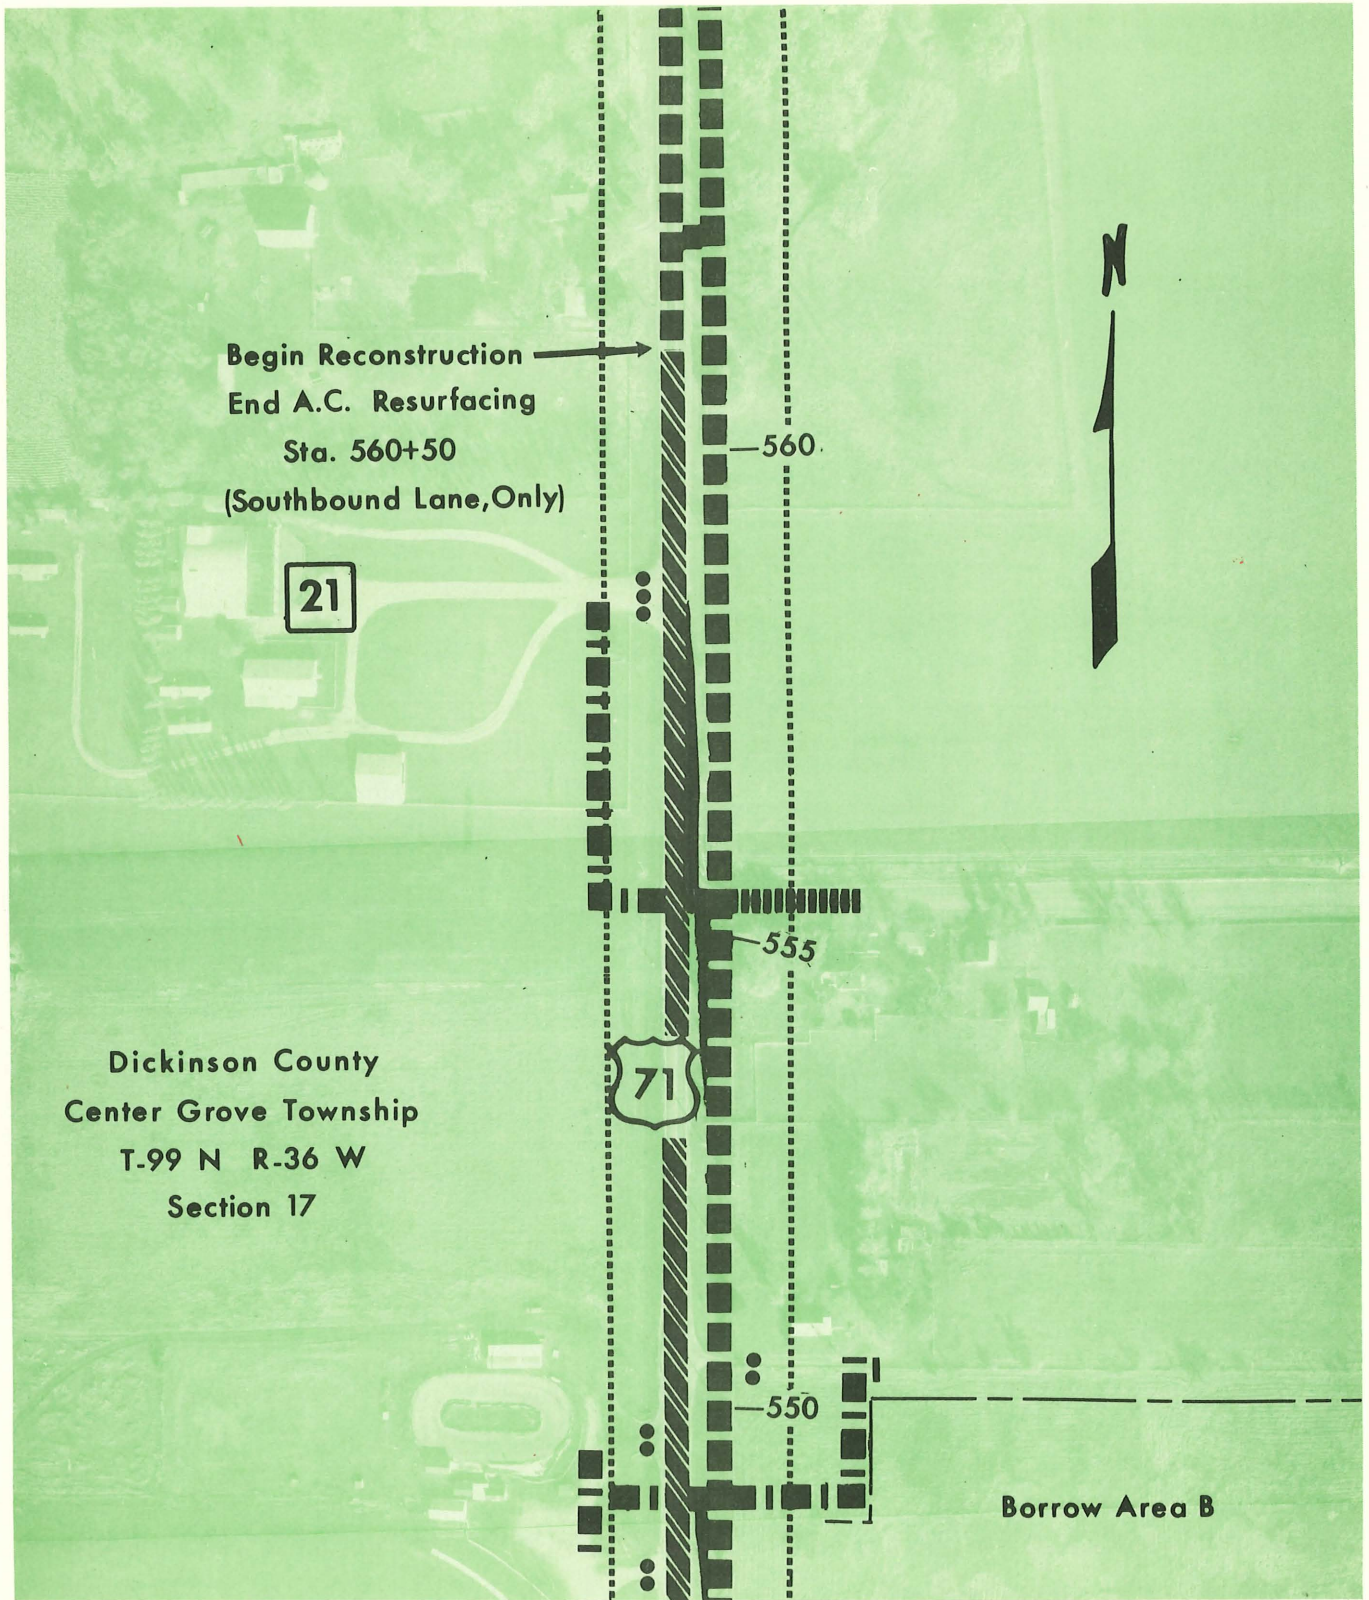 N
Begin Reconstruction
End A.C. Resurfacing
Sta. 560+50
(Southbound Lane, Only)
560
21
555
71
Dickinson County
Center Grove Township
T-99 N R-36 W
Section 17
550
Borrow Area B